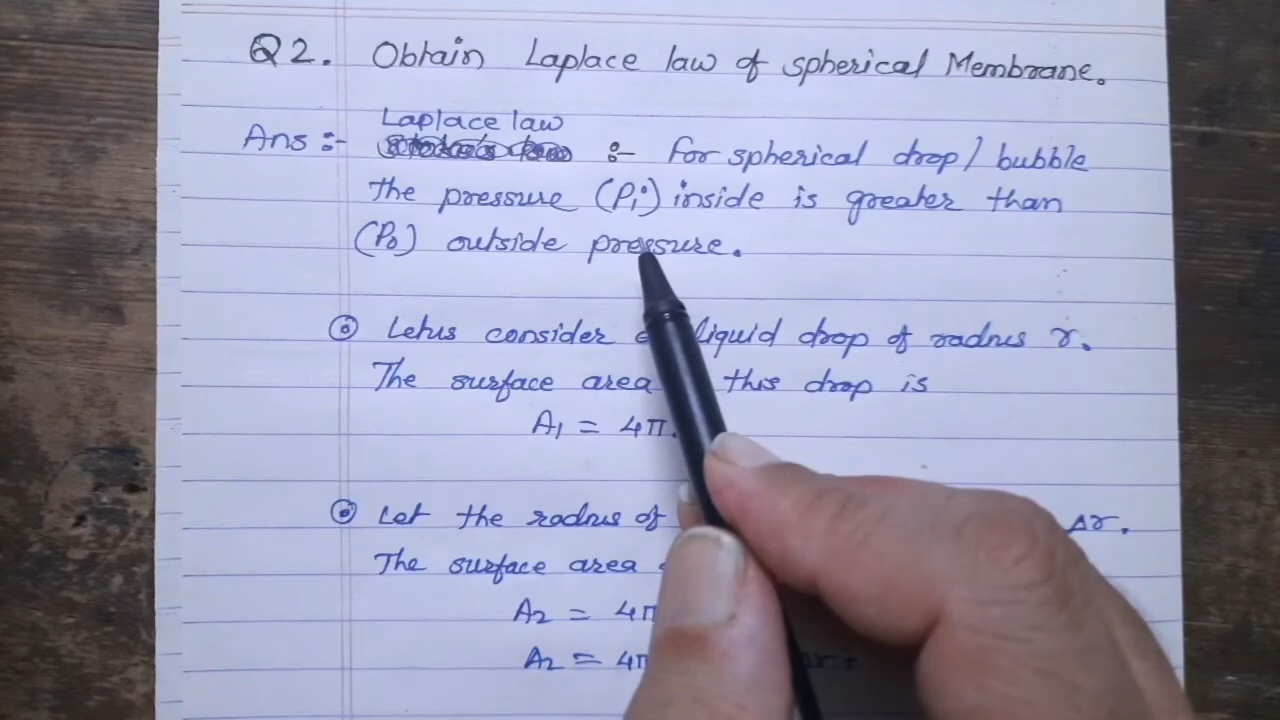 Q2. Obtain Laplace law of spherical Membrane.
Laplace law
Ans :- :- for spherical drop/ bubble
the pressure (Pi) inside is greater than
(Po) outside pressure.
Letus consider liquid drop of radius r.
The surface area this drop is
A1 = 4π
Let the radius of Δr.
The surface area
A2 = 4π
A2 = 4π